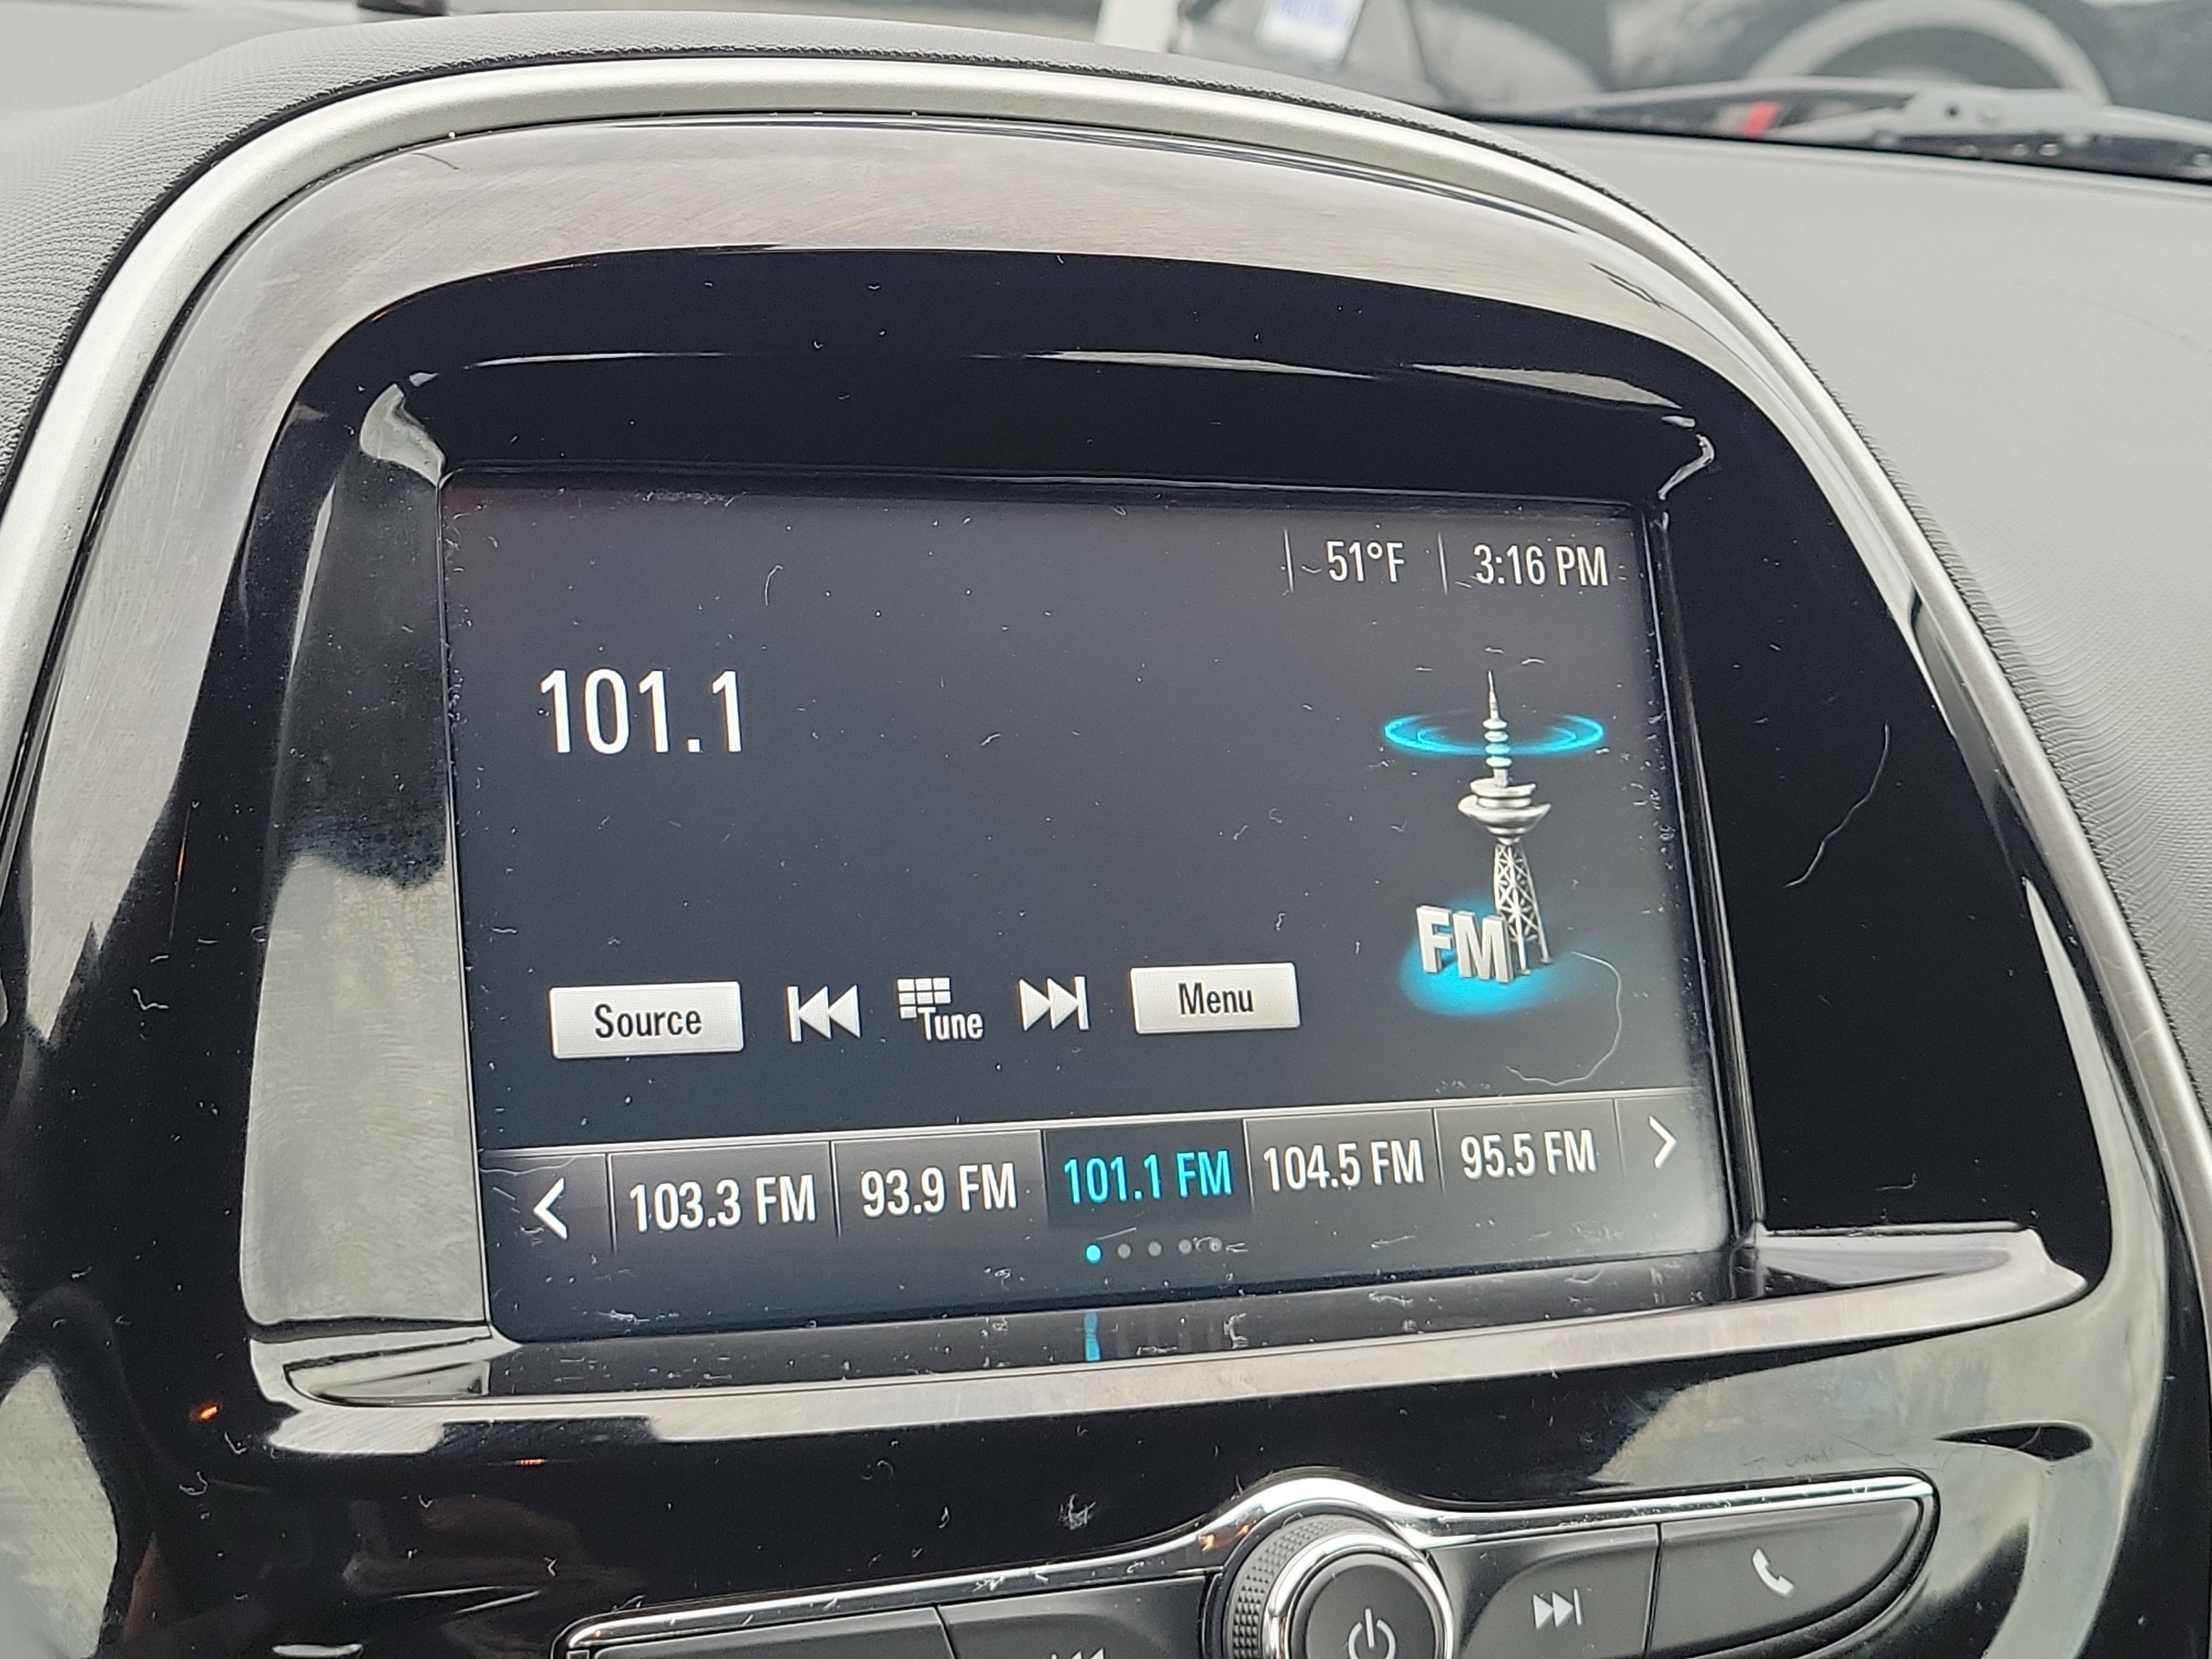 51°F 3:16 PM
101.1
FM
Source Tune Menu
103.3 FM 93.9 FM 101.1 FM 104.5 FM 95.5 FM